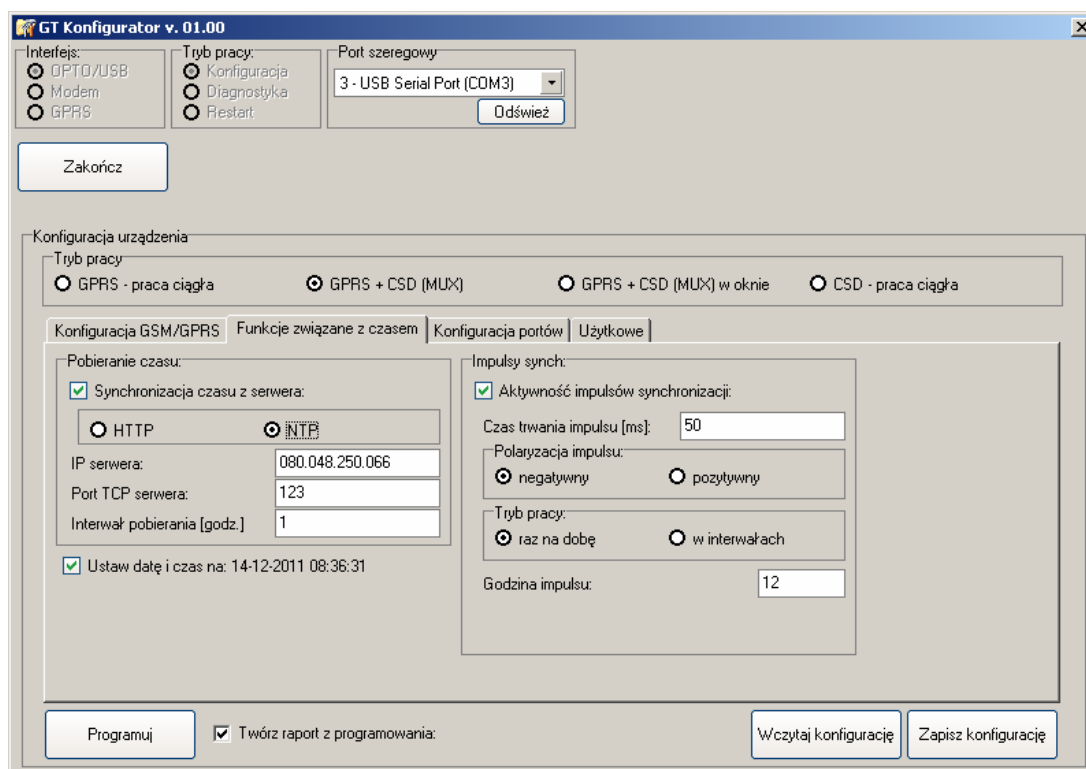 GT Konfigurator v. 01.00
Interfejs:
OPTO/USB
Modem
GPRS
Tryb pracy:
Konfiguracja
Diagnostyka
Restart
Port szeregowy
3 - USB Serial Port (COM3)
Odśwież
Zakończ
Konfiguracja urządzenia
Tryb pracy
GPRS - praca ciągła
GPRS + CSD (MUX)
GPRS + CSD (MUX) w oknie
CSD - praca ciągła
Konfiguracja GSM/GPRS
Funkcje związane z czasem
Konfiguracja portów
Użytkowe
Pobieranie czasu:
Synchronizacja czasu z serwera:
HTTP
NTP
IP serwera:
080.048.250.066
Port TCP serwera:
123
Interwał pobierania [godz.]
1
Ustaw datę i czas na: 14-12-2011 08:36:31
Impulsy synch:
Aktywność impulsów synchronizacji:
Czas trwania impulsu [ms]:
50
Polaryzacja impulsu:
negatywny
pozytywny
Tryb pracy:
raz na dobę
w interwałach
Godzina impulsu:
12
Programuj
Twórz raport z programowania:
Wczytaj konfigurację
Zapisz konfigurację